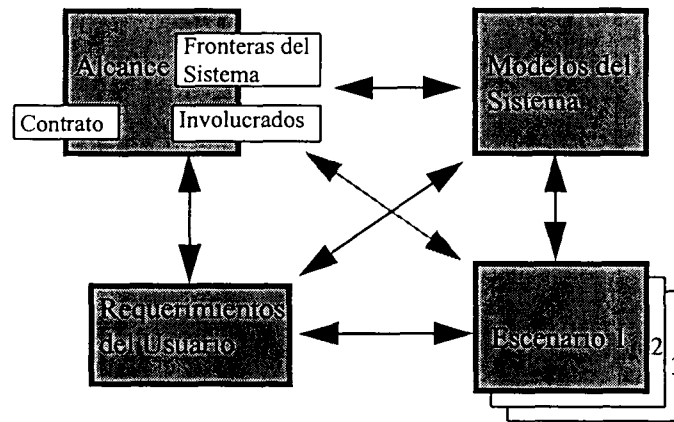 Alcance
Fronteras del
Sistema
Contrato
Involucrados
Modelos del
Sistema
Requerimientos
del Usuario
Escenario 1
2